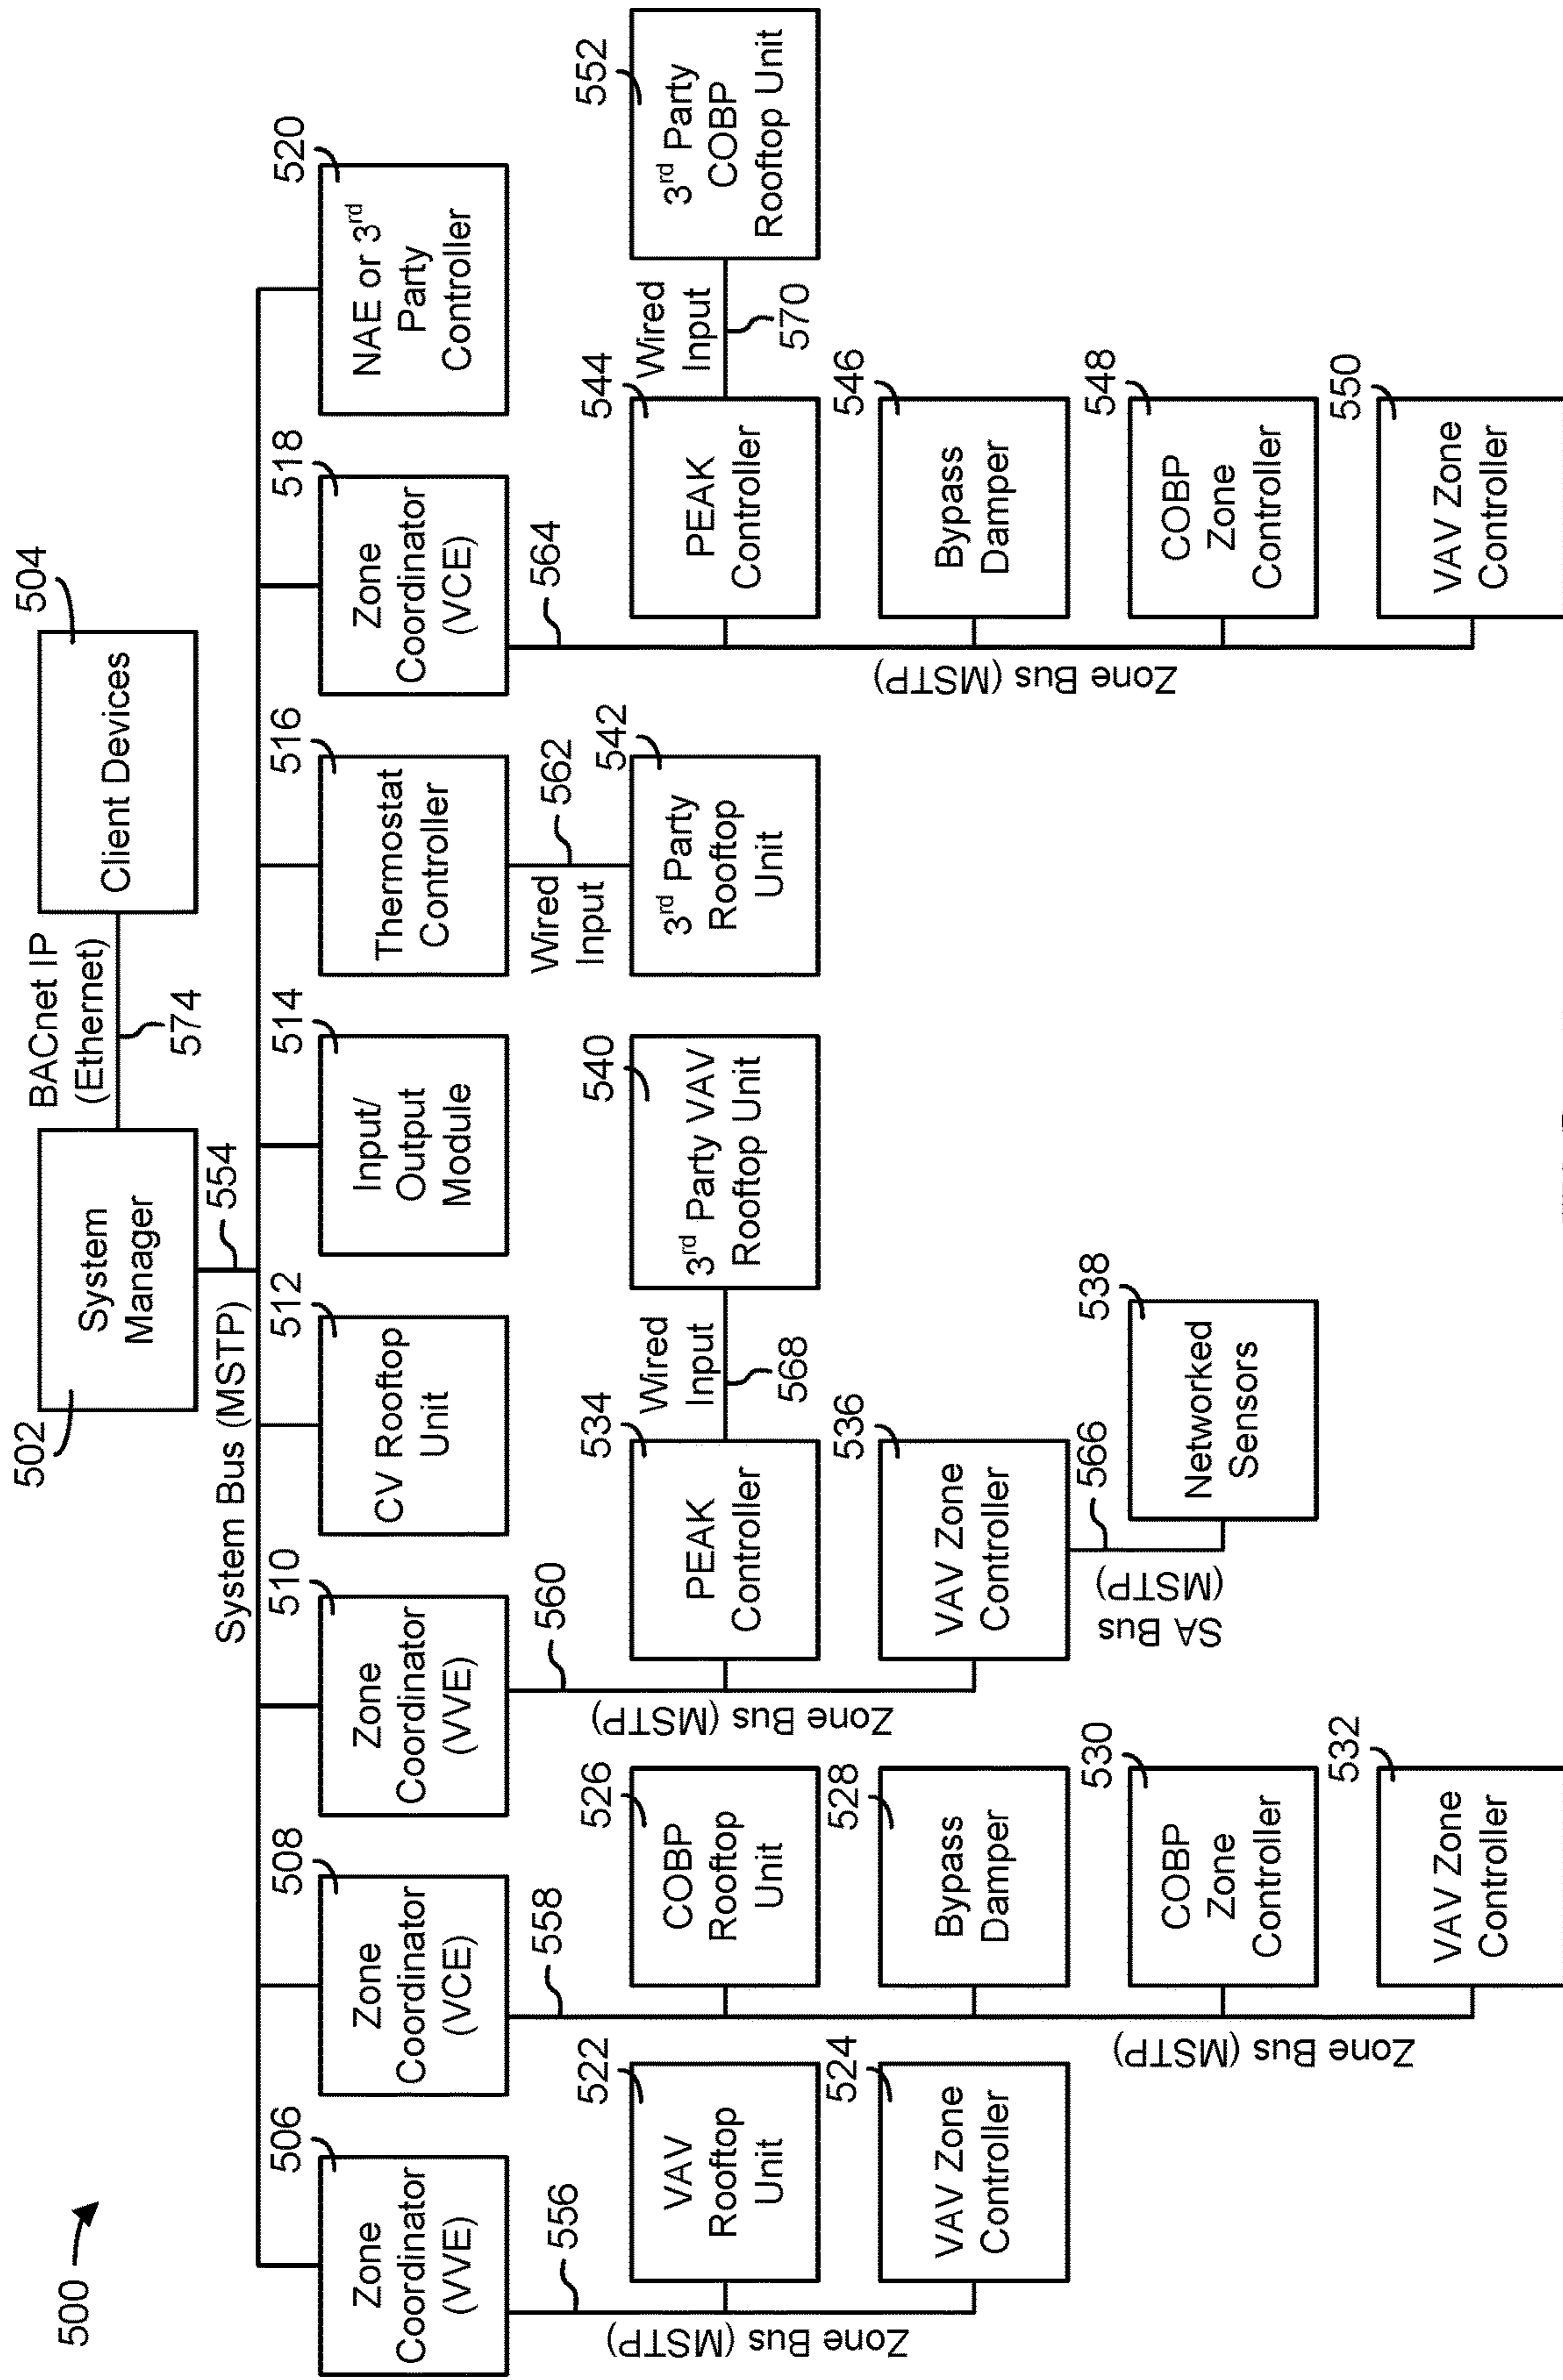 500
502
System
Manager
BACnet IP
(Ethernet)
574
504
Client Devices
554
System Bus (MSTP)
506
Zone
Coordinator
(VVE)
508
Zone
Coordinator
(VCE)
510
Zone
Coordinator
(VVE)
512
CV Rooftop
Unit
514
Input/
Output
Module
516
Thermostat
Controller
518
Zone
Coordinator
(VCE)
520
NAE or 3rd
Party
Controller
556
Zone Bus (MSTP)
522
VAV
Rooftop
Unit
524
VAV Zone
Controller
558
Zone Bus (MSTP)
526
COBP
Rooftop
Unit
528
Bypass
Damper
530
COBP
Zone
Controller
532
VAV Zone
Controller
560
Zone Bus (MSTP)
534
PEAK
Controller
Wired
Input
568
540
3rd Party VAV
Rooftop Unit
536
VAV Zone
Controller
566
SA Bus
(MSTP)
538
Networked
Sensors
562
Wired
Input
542
3rd Party
Rooftop
Unit
564
Zone Bus (MSTP)
544
PEAK
Controller
Wired
Input
570
552
3rd Party
COBP
Rooftop Unit
546
Bypass
Damper
548
COBP
Zone
Controller
550
VAV Zone
Controller